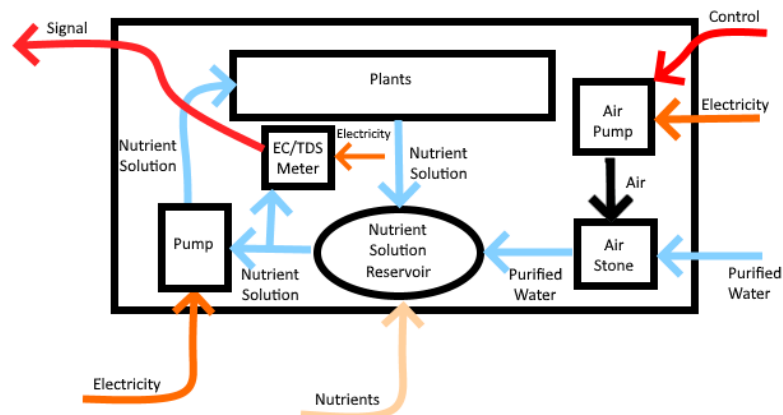 Signal
Control
Plants
Air
Pump
Electricity
Nutrient
Solution
EC/TDS
Meter
Electricity
Nutrient
Solution
Air
Pump
Nutrient
Solution
Reservoir
Air
Stone
Nutrient
Solution
Purified
Water
Purified
Water
Electricity
Nutrients